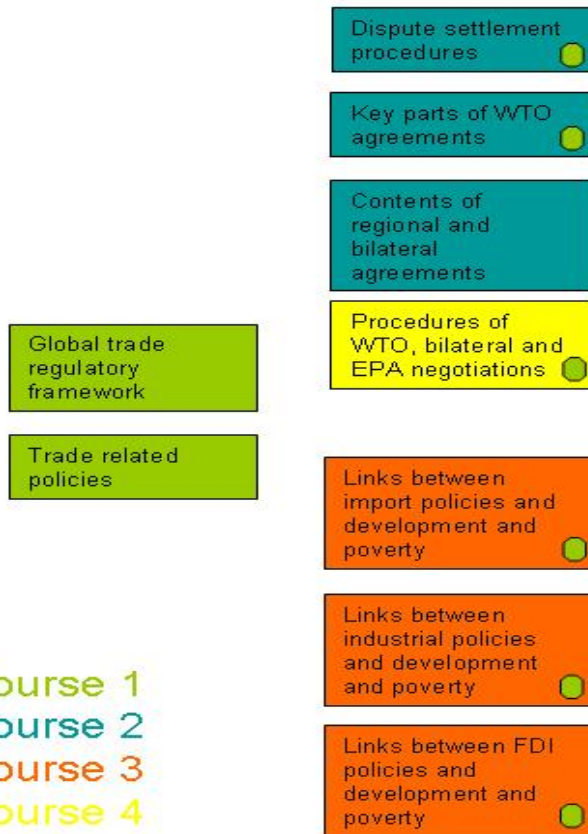 Dispute settlement
procedures
Key parts of WTO
agreements
Contents of
regional and
bilateral
agreements
Procedures of
WTO, bilateral and
EPA negotiations
Global trade
regulatory
framework
Trade related
policies
Links between
import policies and
development and
poverty
Links between
industrial policies
and development
and poverty
Links between FDI
policies and
development and
poverty
ourse 1
ourse 2
ourse 3
ourse 4